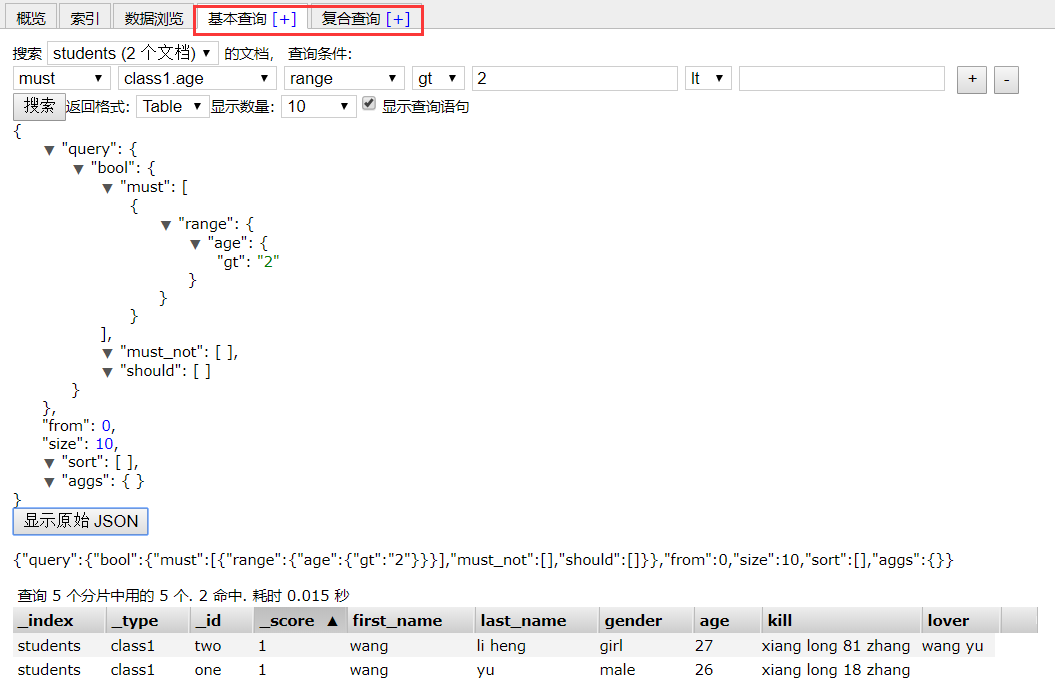 概览 索引 数据浏览 基本查询 [+] 复合查询 [+]
搜索 students (2 个文档) ▼ 的文档, 查询条件:
must ▼ class1.age ▼ range ▼ gt ▼ 2 lt ▼ + -
搜索 返回格式: Table ▼ 显示数量: 10 ▼ 显示查询语句
{
▼ "query": {
▼ "bool": {
▼ "must": [
{
▼ "range": {
▼ "age": {
"gt": "2"
}
}
}
],
▼ "must_not": [ ],
▼ "should": [ ]
}
},
"from": 0,
"size": 10,
▼ "sort": [ ],
▼ "aggs": { }
}
显示原始 JSON
{"query":{"bool":{"must":[{"range":{"age":{"gt":"2"}}}],"must_not":[],"should":[]}},"from":0,"size":10,"sort":[],"aggs":{}}
查询 5 个分片中用的 5 个. 2 命中. 耗时 0.015 秒
_index _type _id _score ▲ first_name last_name gender age kill lover
students class1 two 1 wang li heng girl 27 xiang long 81 zhang wang yu
students class1 one 1 wang yu male 26 xiang long 18 zhang